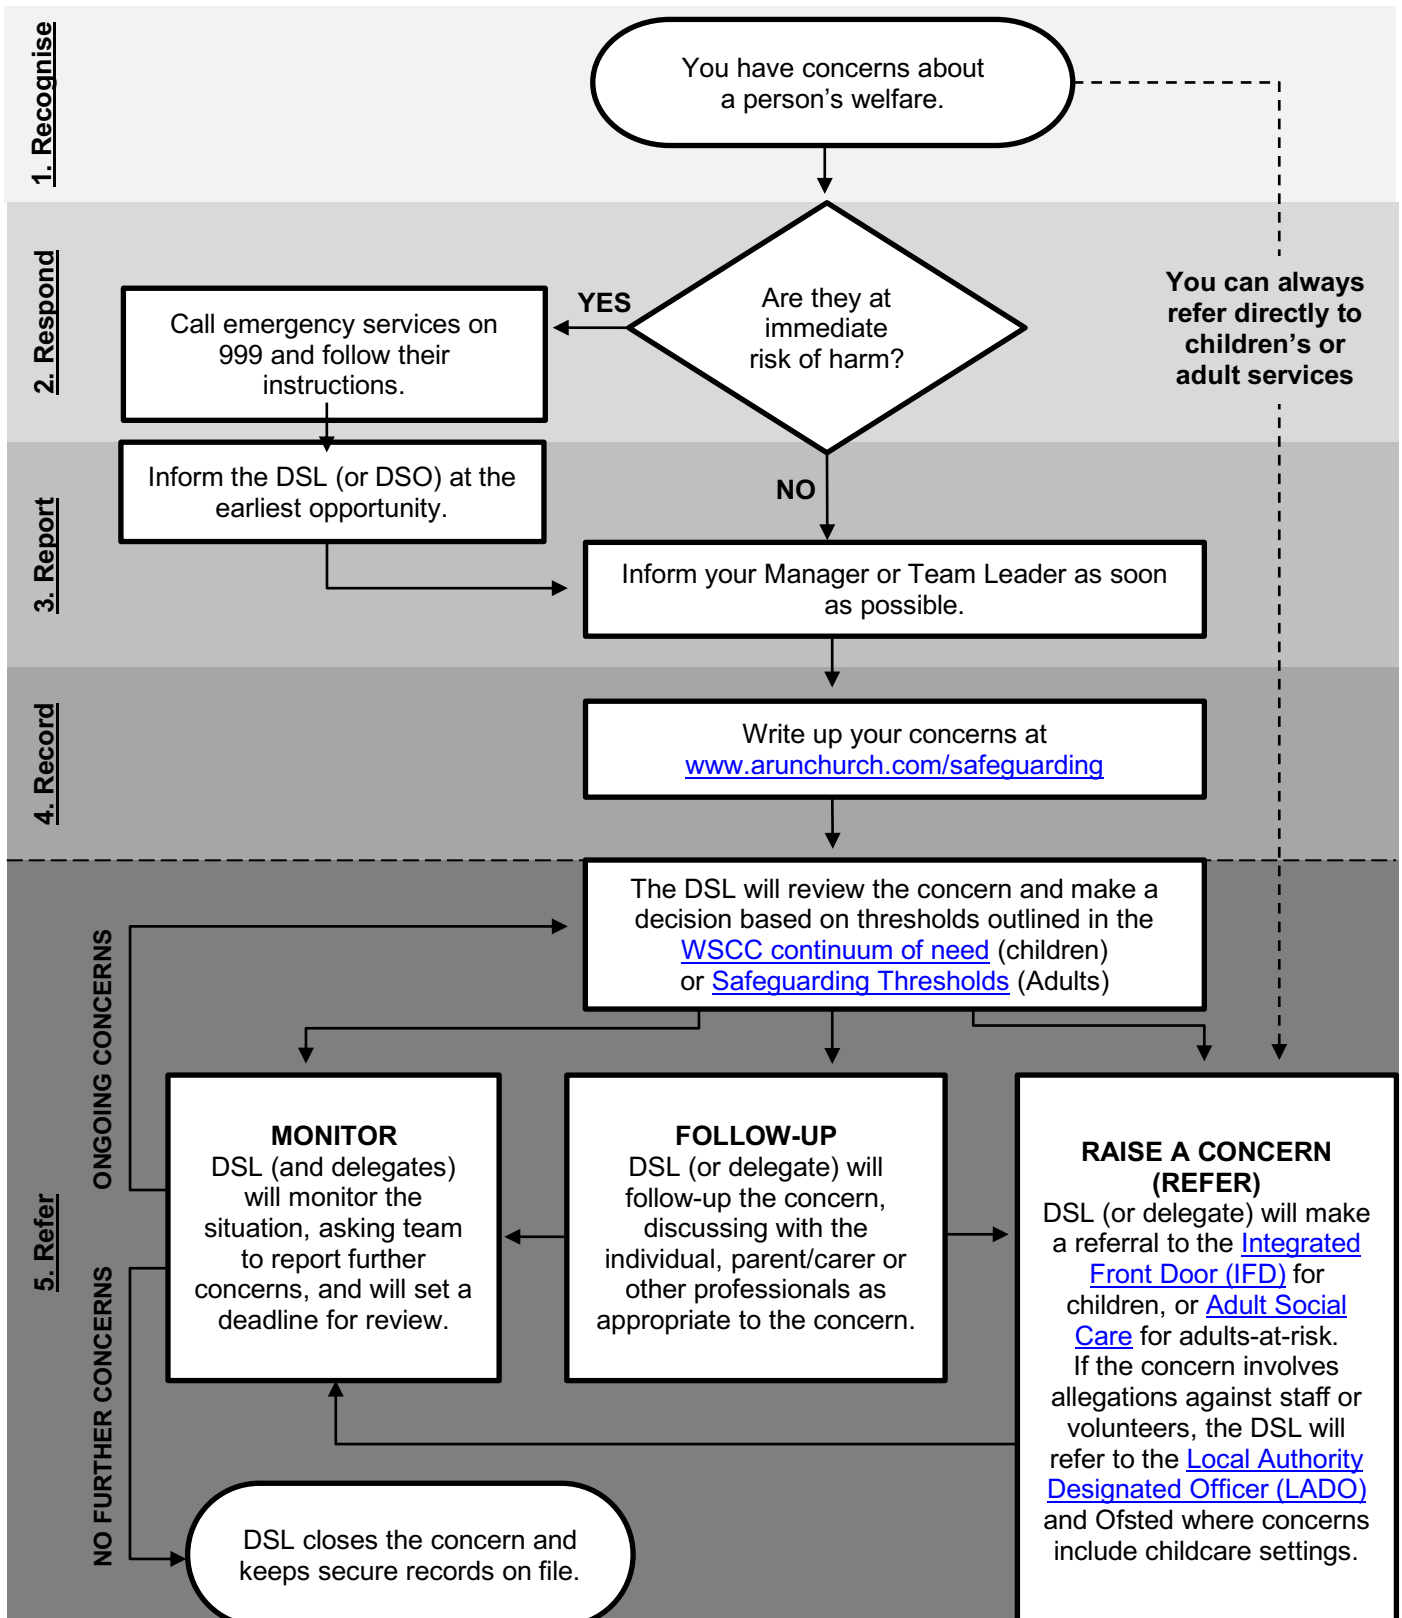 1. Recognise
You have concerns about
a person's welfare.
2. Respond
Are they at
immediate
risk of harm?
YES
Call emergency services on
999 and follow their
instructions.
You can always
refer directly to
children's or
adult services
3. Report
Inform the DSL (or DSO) at the
earliest opportunity.
NO
Inform your Manager or Team Leader as soon
as possible.
4. Record
Write up your concerns at
www.arunchurch.com/safeguarding
5. Refer
The DSL will review the concern and make a
decision based on thresholds outlined in the
WSCC continuum of need (children)
or Safeguarding Thresholds (Adults)
ONGOING CONCERNS
MONITOR
DSL (and delegates)
will monitor the
situation, asking team
to report further
concerns, and will set a
deadline for review.
FOLLOW-UP
DSL (or delegate) will
follow-up the concern,
discussing with the
individual, parent/carer or
other professionals as
appropriate to the concern.
RAISE A CONCERN
(REFER)
DSL (or delegate) will make
a referral to the Integrated
Front Door (IFD) for
children, or Adult Social
Care for adults-at-risk.
If the concern involves
allegations against staff or
volunteers, the DSL will
refer to the Local Authority
Designated Officer (LADO)
and Ofsted where concerns
include childcare settings.
NO FURTHER CONCERNS
DSL closes the concern and
keeps secure records on file.